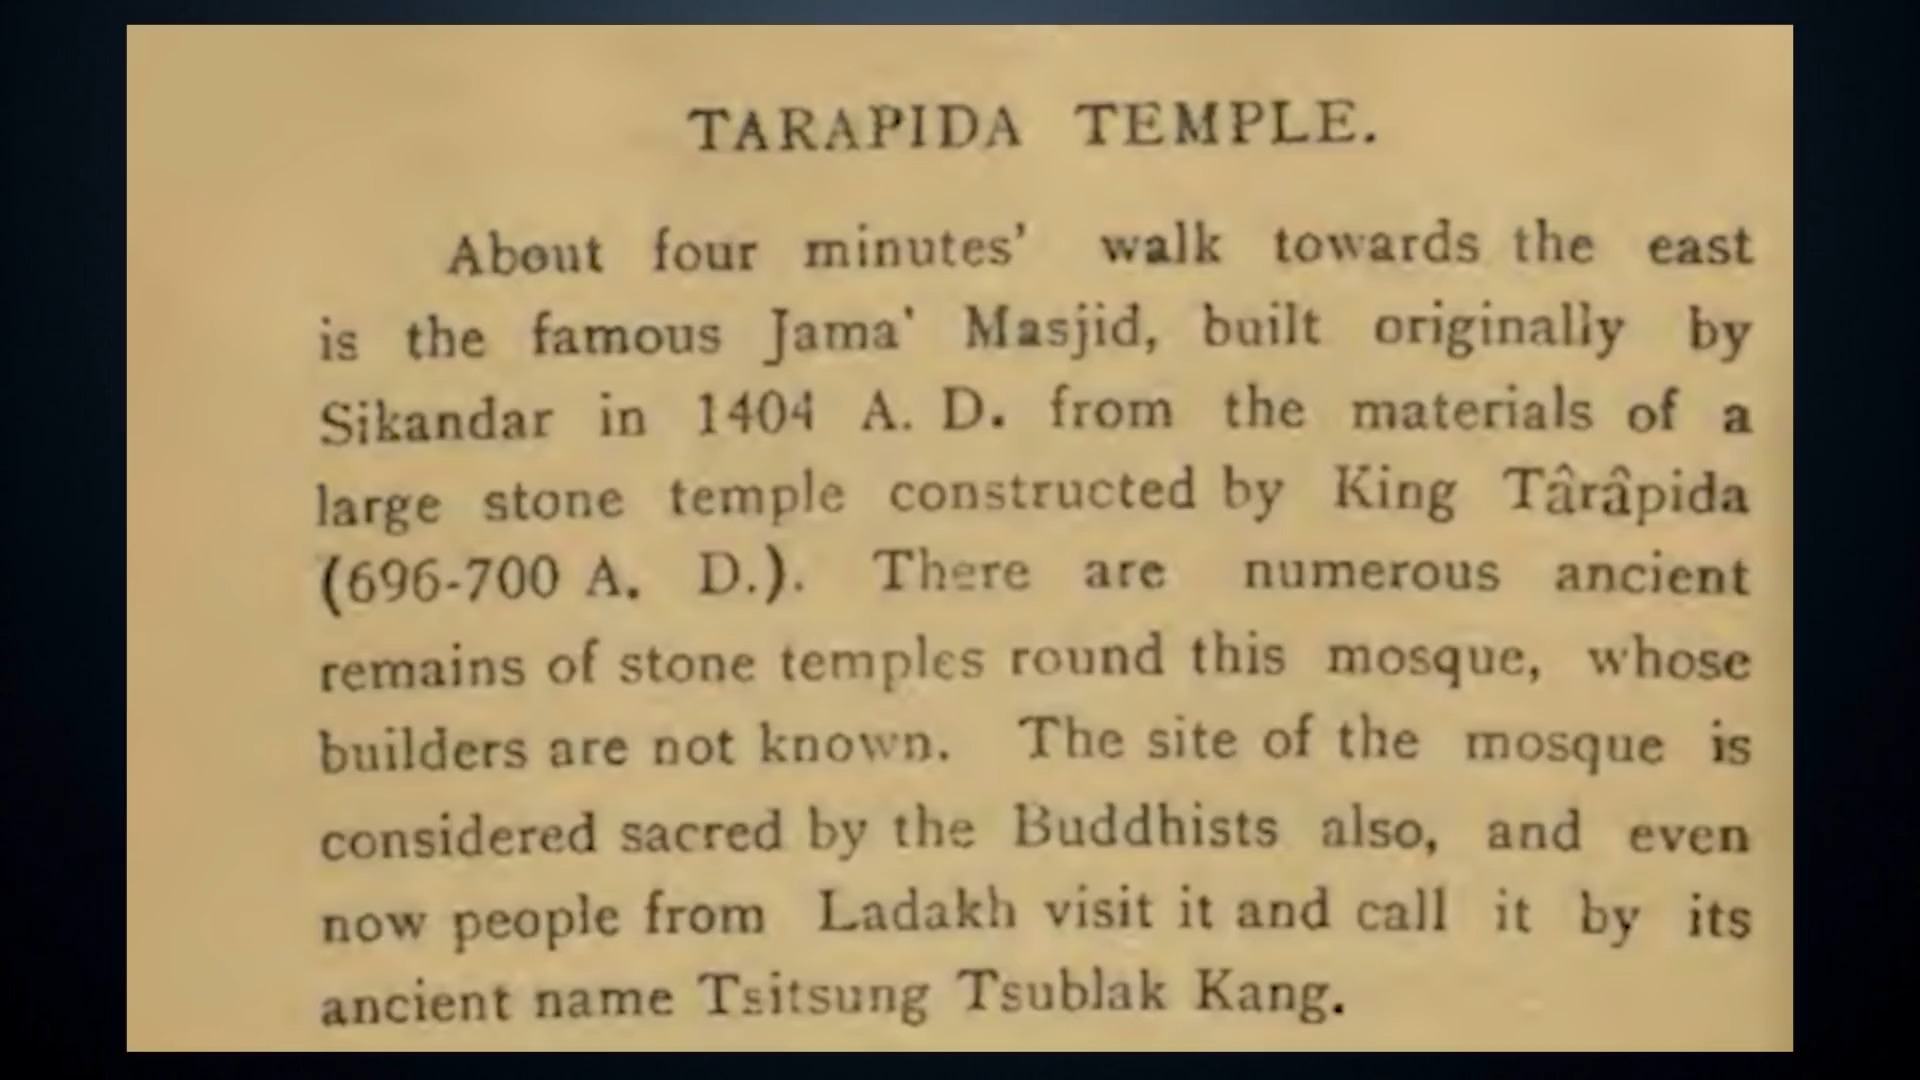 TARAPIDA TEMPLE.
About four minutes' walk towards the east
is the famous Jama' Masjid, built originally by
Sikandar in 1404 A. D. from the materials of a
large stone temple constructed by King Târâpida
(696-700 A. D.). There are numerous ancient
remains of stone temples round this mosque, whose
builders are not known. The site of the mosque is
considered sacred by the Buddhists also, and even
now people from Ladakh visit it and call it by its
ancient name Tsitsung Tsublak Kang.